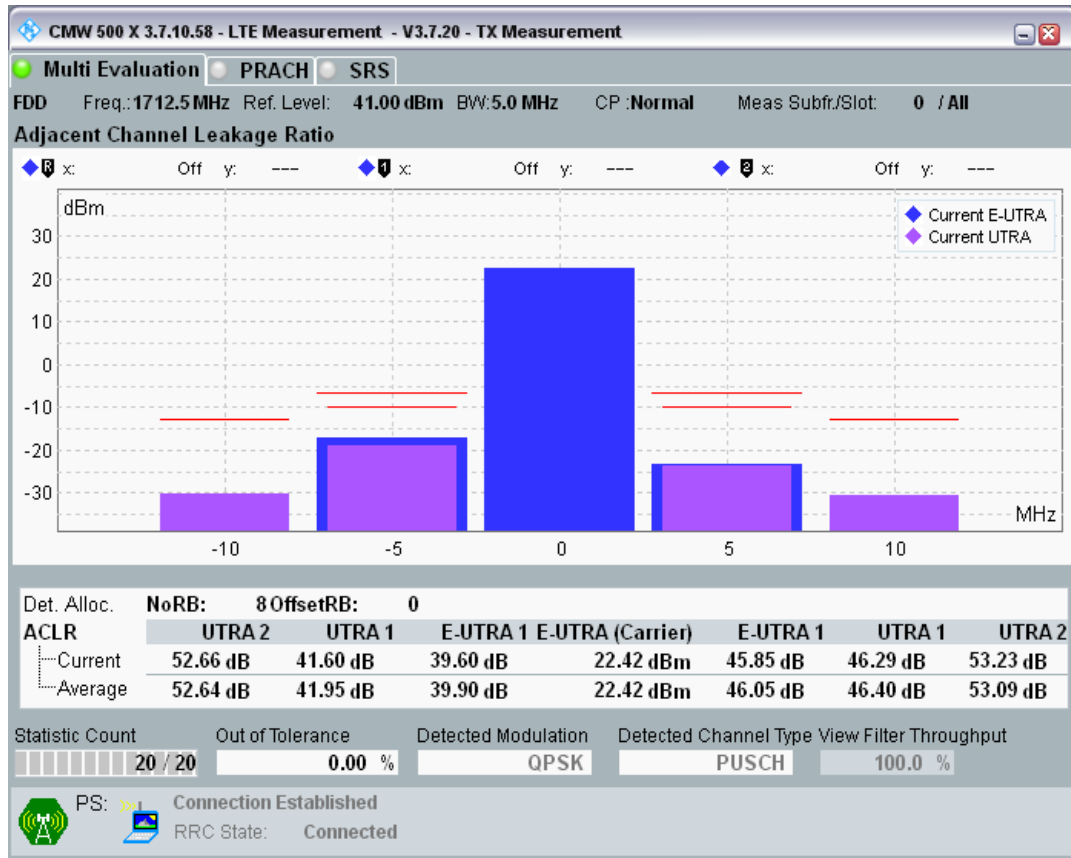 CMW 500 X 3.7.10.58 - LTE Measurement - V3.7.20 - TX Measurement
Multi Evaluation PRACH SRS
FDD Freq.:1712.5 MHz Ref. Level: 41.00 dBm BW:5.0 MHz CP :Normal Meas Subfr./Slot: 0 / All
Adjacent Channel Leakage Ratio
R x: Off y: --- 1 x: Off y: --- 2 x: Off y: ---
dBm
Current E-UTRA
Current UTRA
30
20
10
0
-10
-20
-30
MHz
-10 -5 0 5 10
Det. Alloc. NoRB: 8 OffsetRB: 0
ACLR UTRA 2 UTRA 1 E-UTRA 1 E-UTRA (Carrier) E-UTRA 1 UTRA 1 UTRA 2
Current 52.66 dB 41.60 dB 39.60 dB 22.42 dBm 45.85 dB 46.29 dB 53.23 dB
Average 52.64 dB 41.95 dB 39.90 dB 22.42 dBm 46.05 dB 46.40 dB 53.09 dB
Statistic Count Out of Tolerance Detected Modulation Detected Channel Type View Filter Throughput
20 / 20 0.00 % QPSK PUSCH 100.0 %
PS: Connection Established
RRC State: Connected